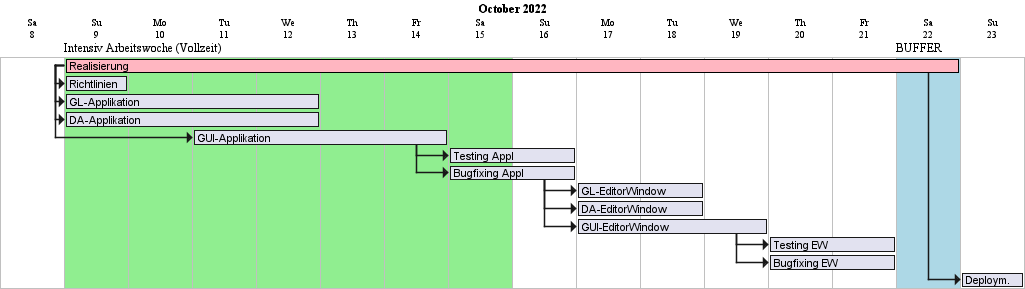 October 2022
Sa Su Mo Tu We Th Fr Sa Su Mo Tu We Th Fr Sa Su
8 9 10 11 12 13 14 15 16 17 18 19 20 21 22 23
Intensiv Arbeitswoche (Vollzeit) BUFFER
Realisierung
Richtlinien
GL-Applikation
DA-Applikation
GUI-Applikation
Testing Appl
Bugfixing Appl
GL-EditorWindow
DA-EditorWindow
GUI-EditorWindow
Testing EW
Bugfixing EW
Deploym.